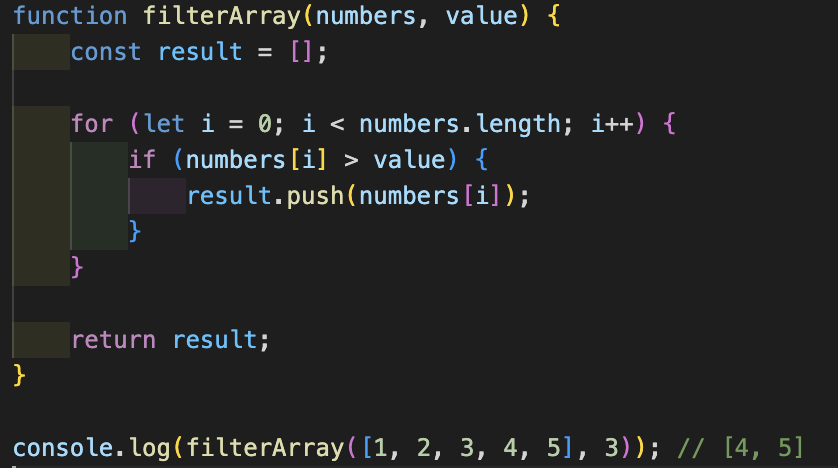 function filterArray(numbers, value) {
    const result = [];

    for (let i = 0; i < numbers.length; i++) {
        if (numbers[i] > value) {
            result.push(numbers[i]);
        }
    }

    return result;
}

console.log(filterArray([1, 2, 3, 4, 5], 3)); // [4, 5]